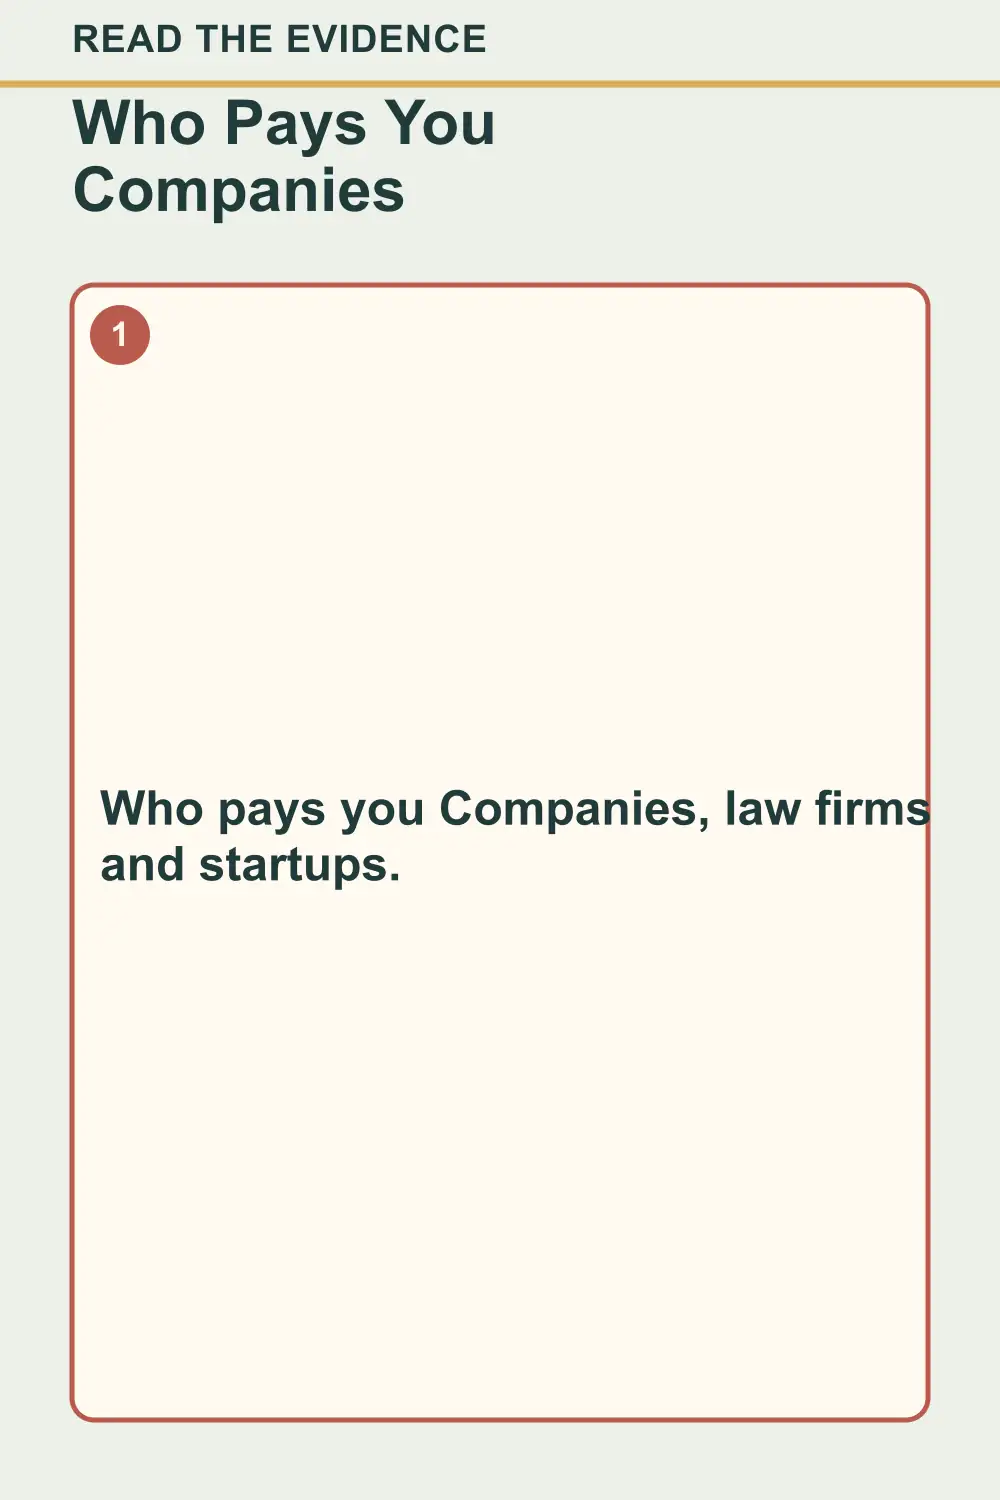 READ THE EVIDENCE
Who Pays You
Companies
1
Who pays you Companies, law firms
and startups.